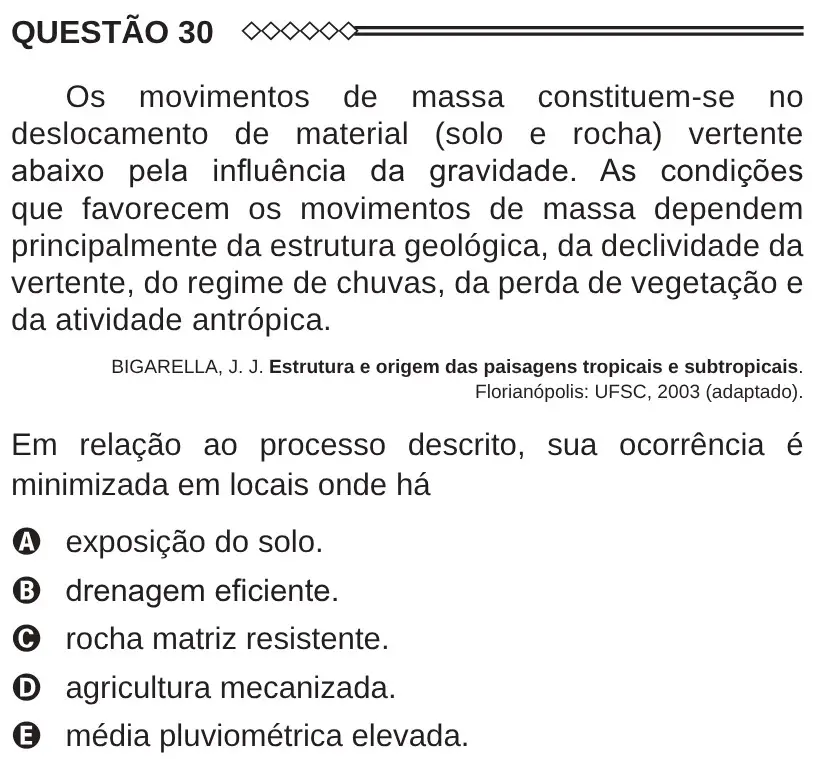 QUESTÃO 30
Os movimentos de massa constituem-se no
deslocamento de material (solo e rocha) vertente
abaixo pela influência da gravidade. As condições
que favorecem os movimentos de massa dependem
principalmente da estrutura geológica, da declividade da
vertente, do regime de chuvas, da perda de vegetação e
da atividade antrópica.
BIGARELLA, J. J. Estrutura e origem das paisagens tropicais e subtropicais.
Florianópolis: UFSC, 2003 (adaptado).
Em relação ao processo descrito, sua ocorrência é
minimizada em locais onde há
A exposição do solo.
B drenagem eficiente.
C rocha matriz resistente.
D agricultura mecanizada.
E média pluviométrica elevada.